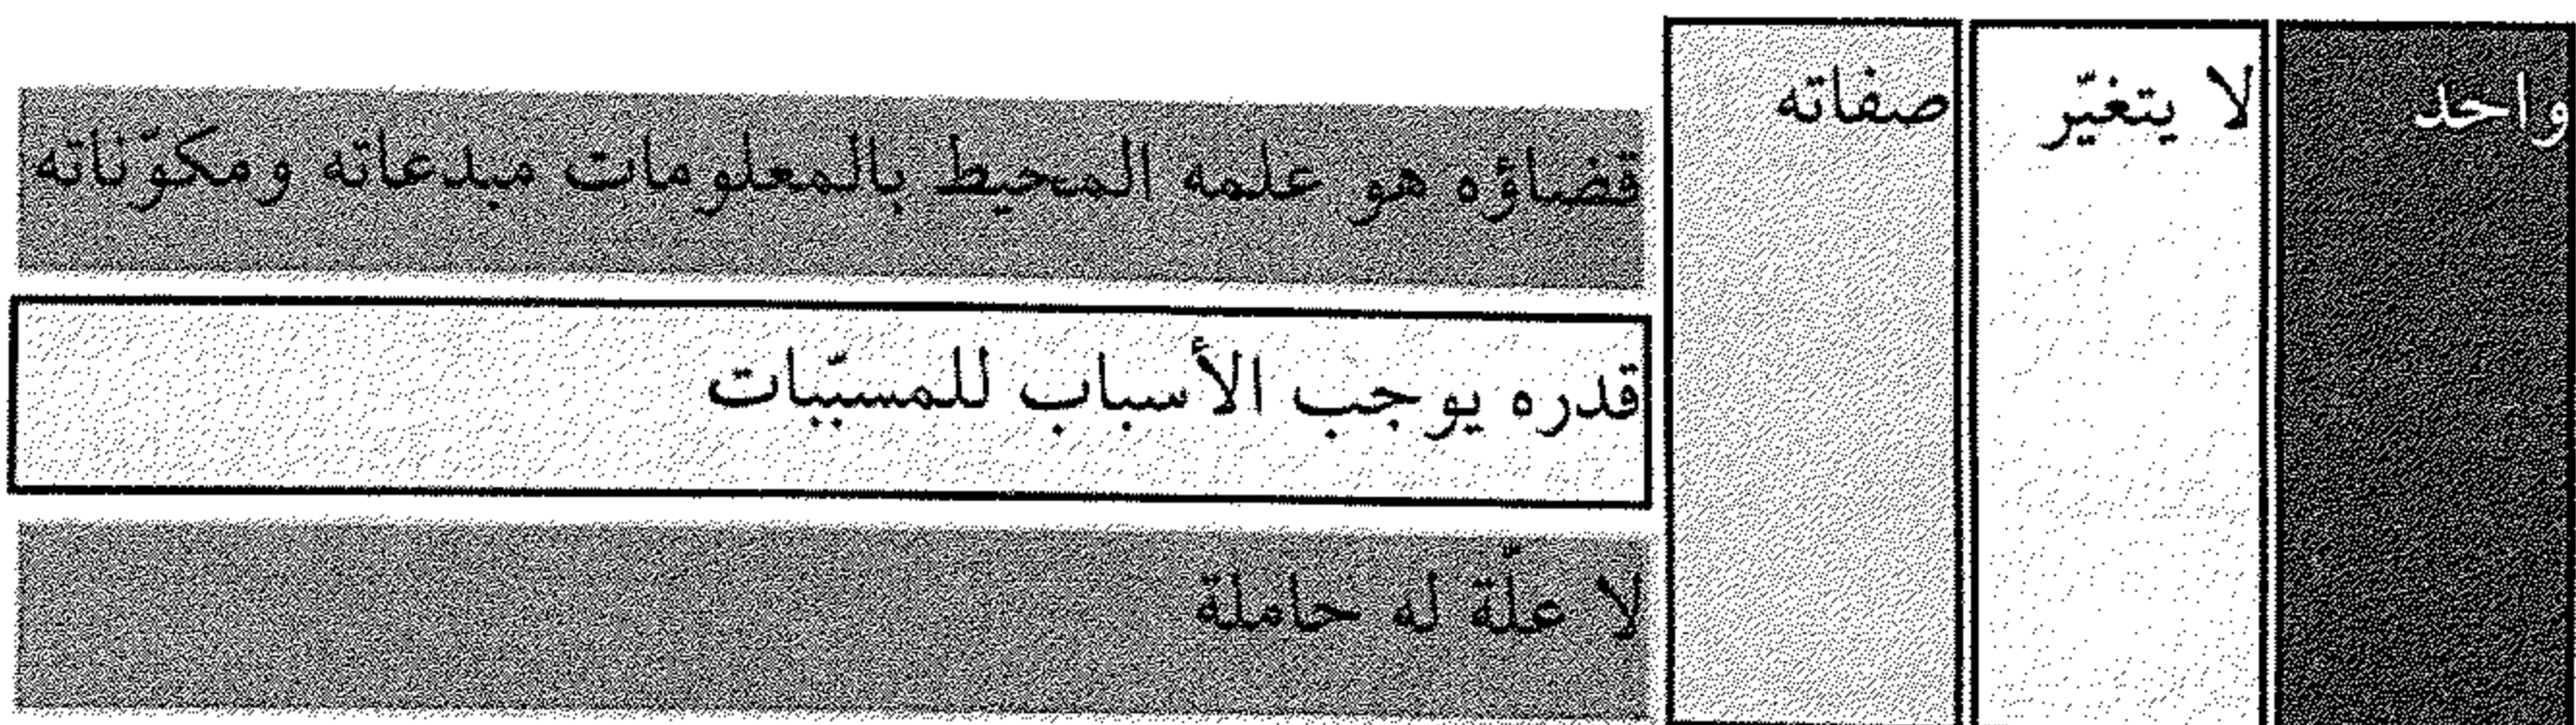 واحد
لا يتغيّر
صفاته
قضاؤه هو علمه المحيط بالمعلومات مبدعاته ومكوّناته
قدره يوجب الأسباب للمسبّبات
لا علّة له حاملة